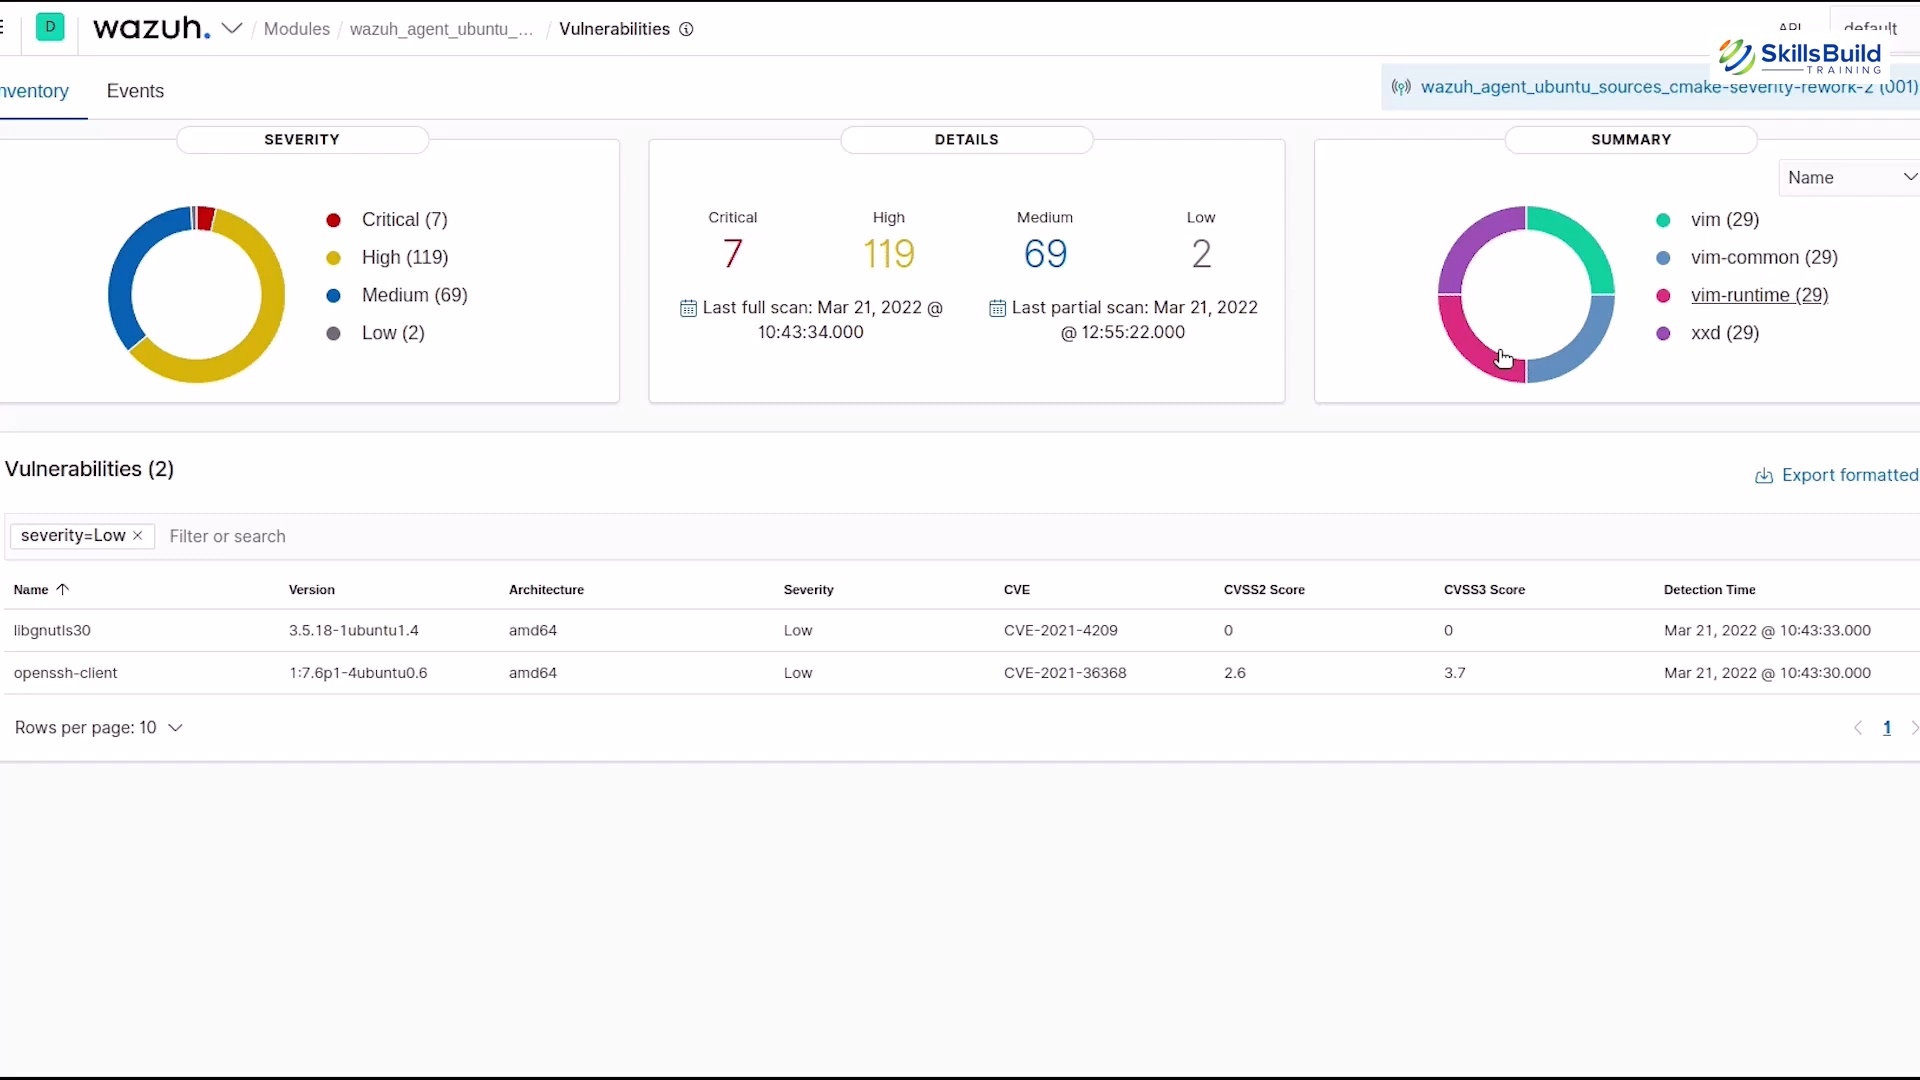 D wazuh. / Modules / wazuh_agent_ubuntu_... / Vulnerabilities
default
SkillsBuild
TRAINING
nventory Events
wazuh_agent_ubuntu_sources_cmake-severity-rework-2 (001)
SEVERITY
Critical (7)
High (119)
Medium (69)
Low (2)
DETAILS
Critical High Medium Low
7 119 69 2
Last full scan: Mar 21, 2022 @
10:43:34.000
Last partial scan: Mar 21, 2022
@ 12:55:22.000
SUMMARY
Name
vim (29)
vim-common (29)
vim-runtime (29)
xxd (29)
Vulnerabilities (2)
Export formatted
severity=Low × Filter or search
Name Version Architecture Severity CVE CVSS2 Score CVSS3 Score Detection Time
libgnutls30 3.5.18-1ubuntu1.4 amd64 Low CVE-2021-4209 0 0 Mar 21, 2022 @ 10:43:33.000
openssh-client 1:7.6p1-4ubuntu0.6 amd64 Low CVE-2021-36368 2.6 3.7 Mar 21, 2022 @ 10:43:30.000
Rows per page: 10
1